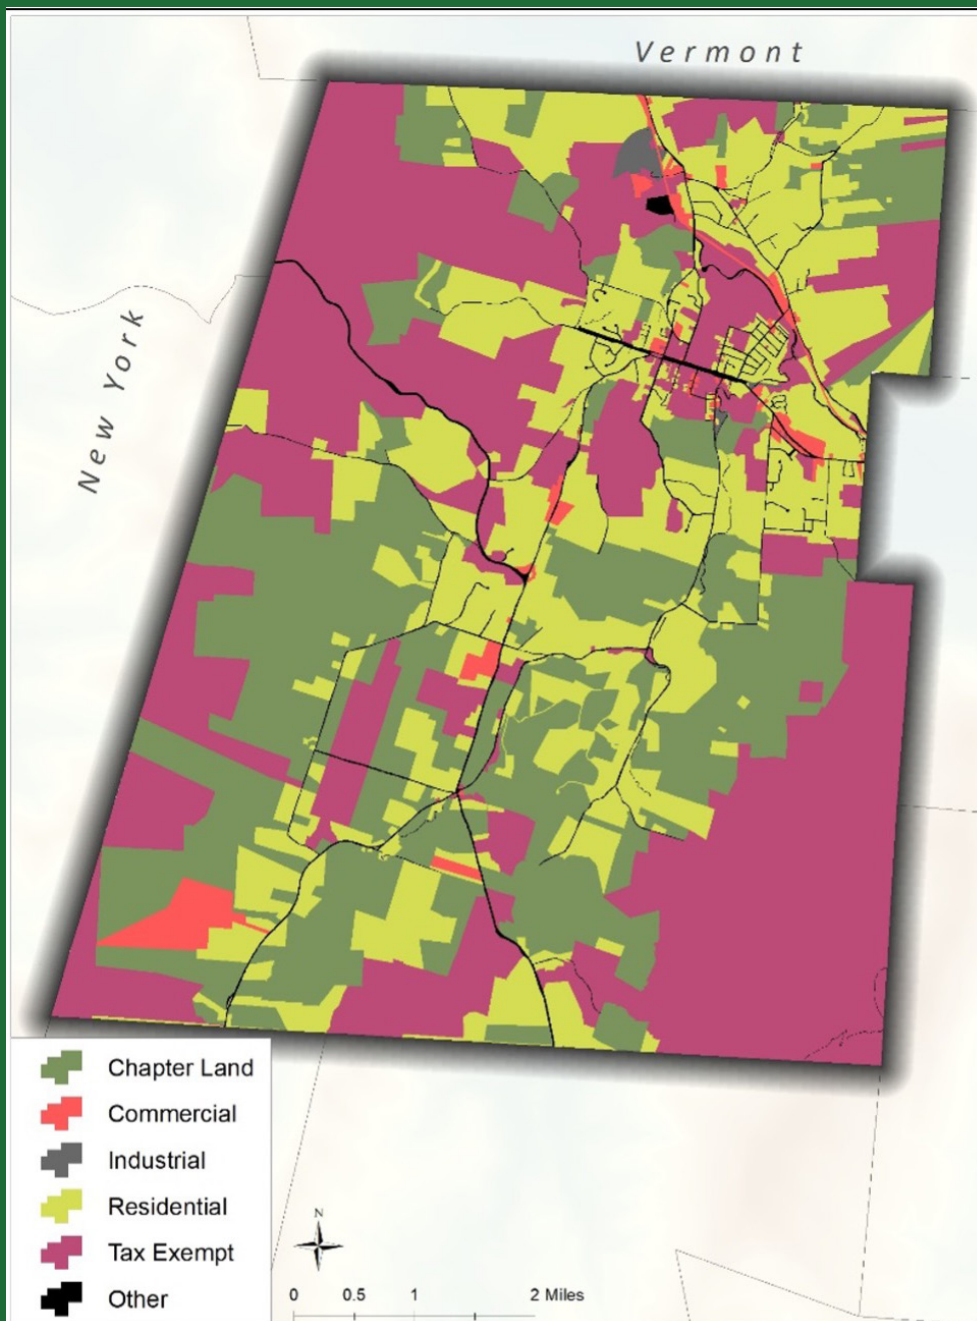 Vermont
New York
Chapter Land
Commercial
Industrial
Residential
Tax Exempt
Other
N
0 0.5 1 2 Miles